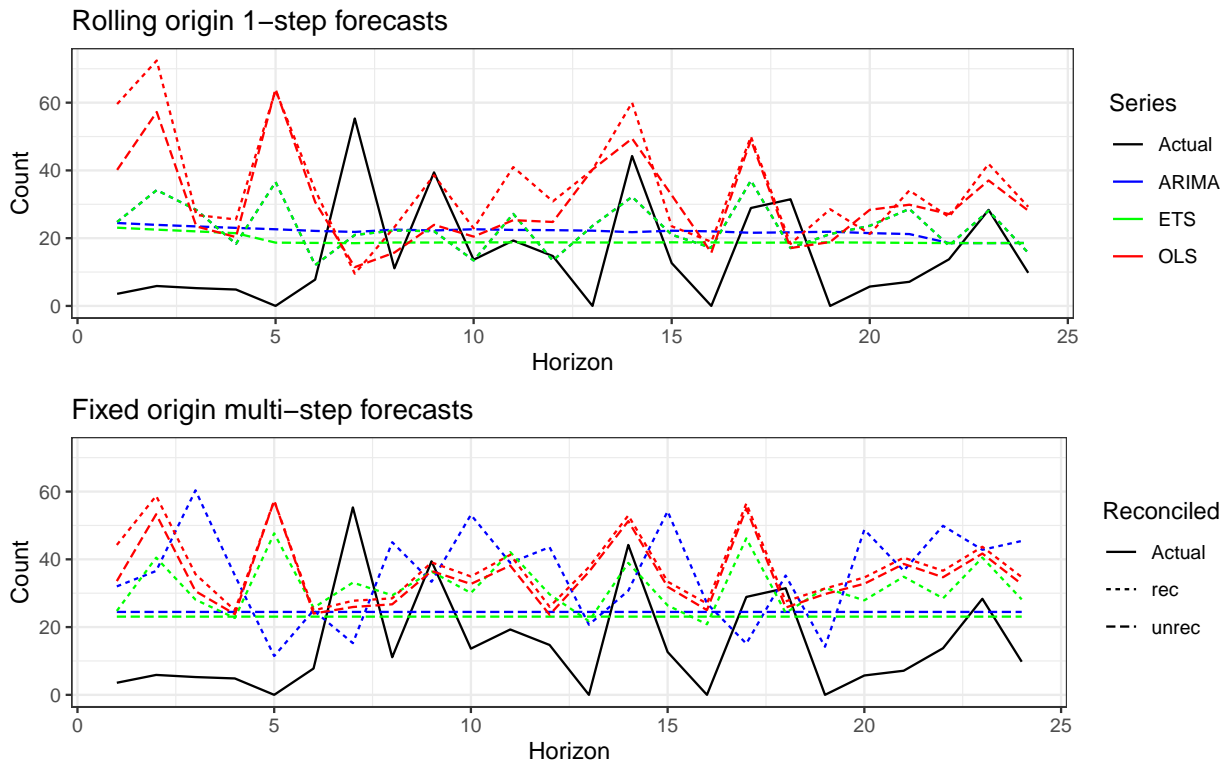 Rolling origin 1−step forecasts
Count
60
40
20
0
0 5 10 15 20 25
Horizon
Series
Actual
ARIMA
ETS
OLS
Fixed origin multi−step forecasts
Count
60
40
20
0
0 5 10 15 20 25
Horizon
Reconciled
Actual
rec
unrec